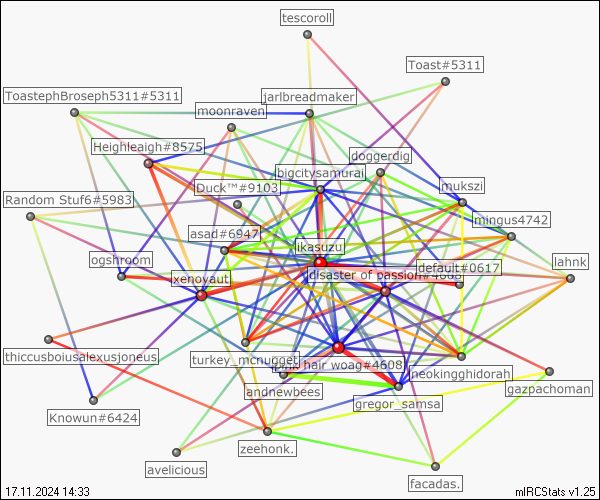 tescoroll
Toast#5311
ToastephBroseph5311#5311
jarlbreadmaker
moonraven
Heighleaigh#8575
doggerdig
bigcitysamurai
Duck™#9103
mukszi
Random Stuf6#5983
mingus4742
asad#6947
ikasuzu
ogshroom
lahnk
default#0617
xenoyaut
disaster of passion#4668
thiccusboiusalexusjoneus
turkey_mcnugget
hair woag#4608
neokingghidorah
andnewbees
gazpachoman
gregor_samsa
Knowun#6424
zeehonk.
avelicious
facadas.
17.11.2024 14:33
mIRCStats v1.25